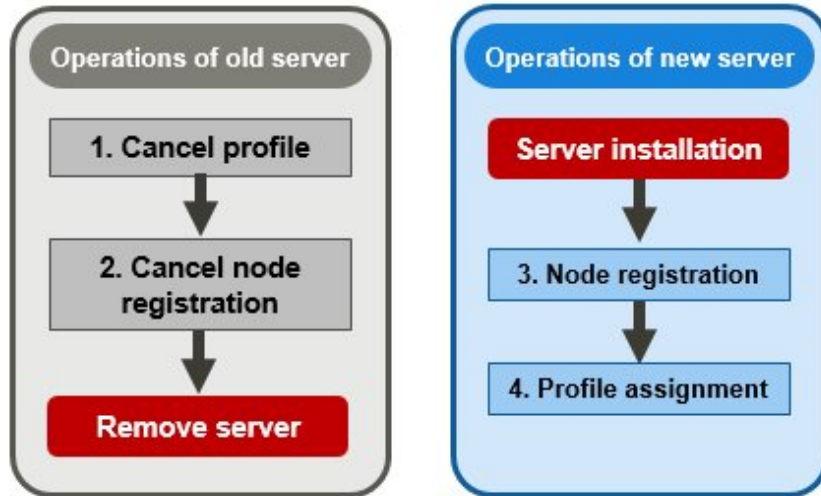 Operations of old server
1. Cancel profile
2. Cancel node
registration
Remove server
Operations of new server
Server installation
3. Node registration
4. Profile assignment